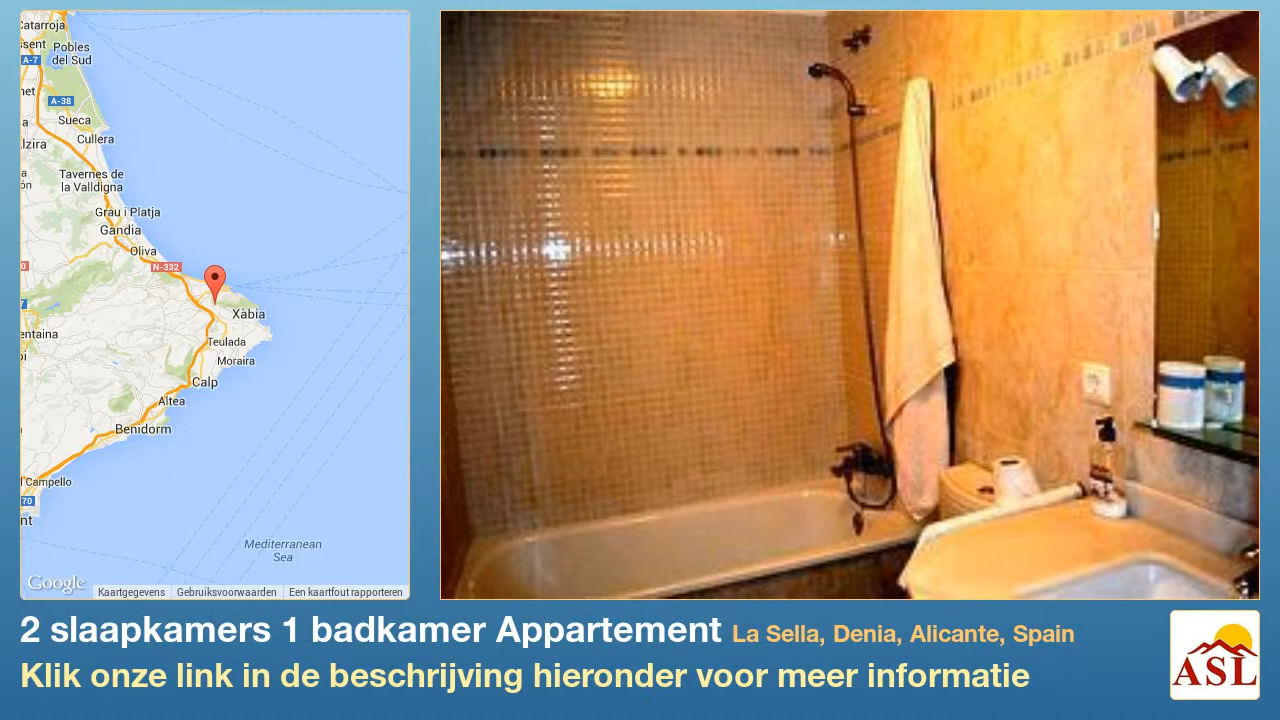 Catarroja
Pobles
del Sud
A-7
A-38
Sueca
Cullera
Tavernes de
la Valldigna
Grau i Platja
Gandia
Oliva
N-332
Xàbia
Teulada
Moraira
Calp
Altea
Benidorm
Campello
70
Mediterranean
Sea
Google
Kaartgegevens Gebruiksvoorwaarden Een kaartfout rapporteren
2 slaapkamers 1 badkamer Appartement La Sella, Denia, Alicante, Spain
Klik onze link in de beschrijving hieronder voor meer informatie
ASL